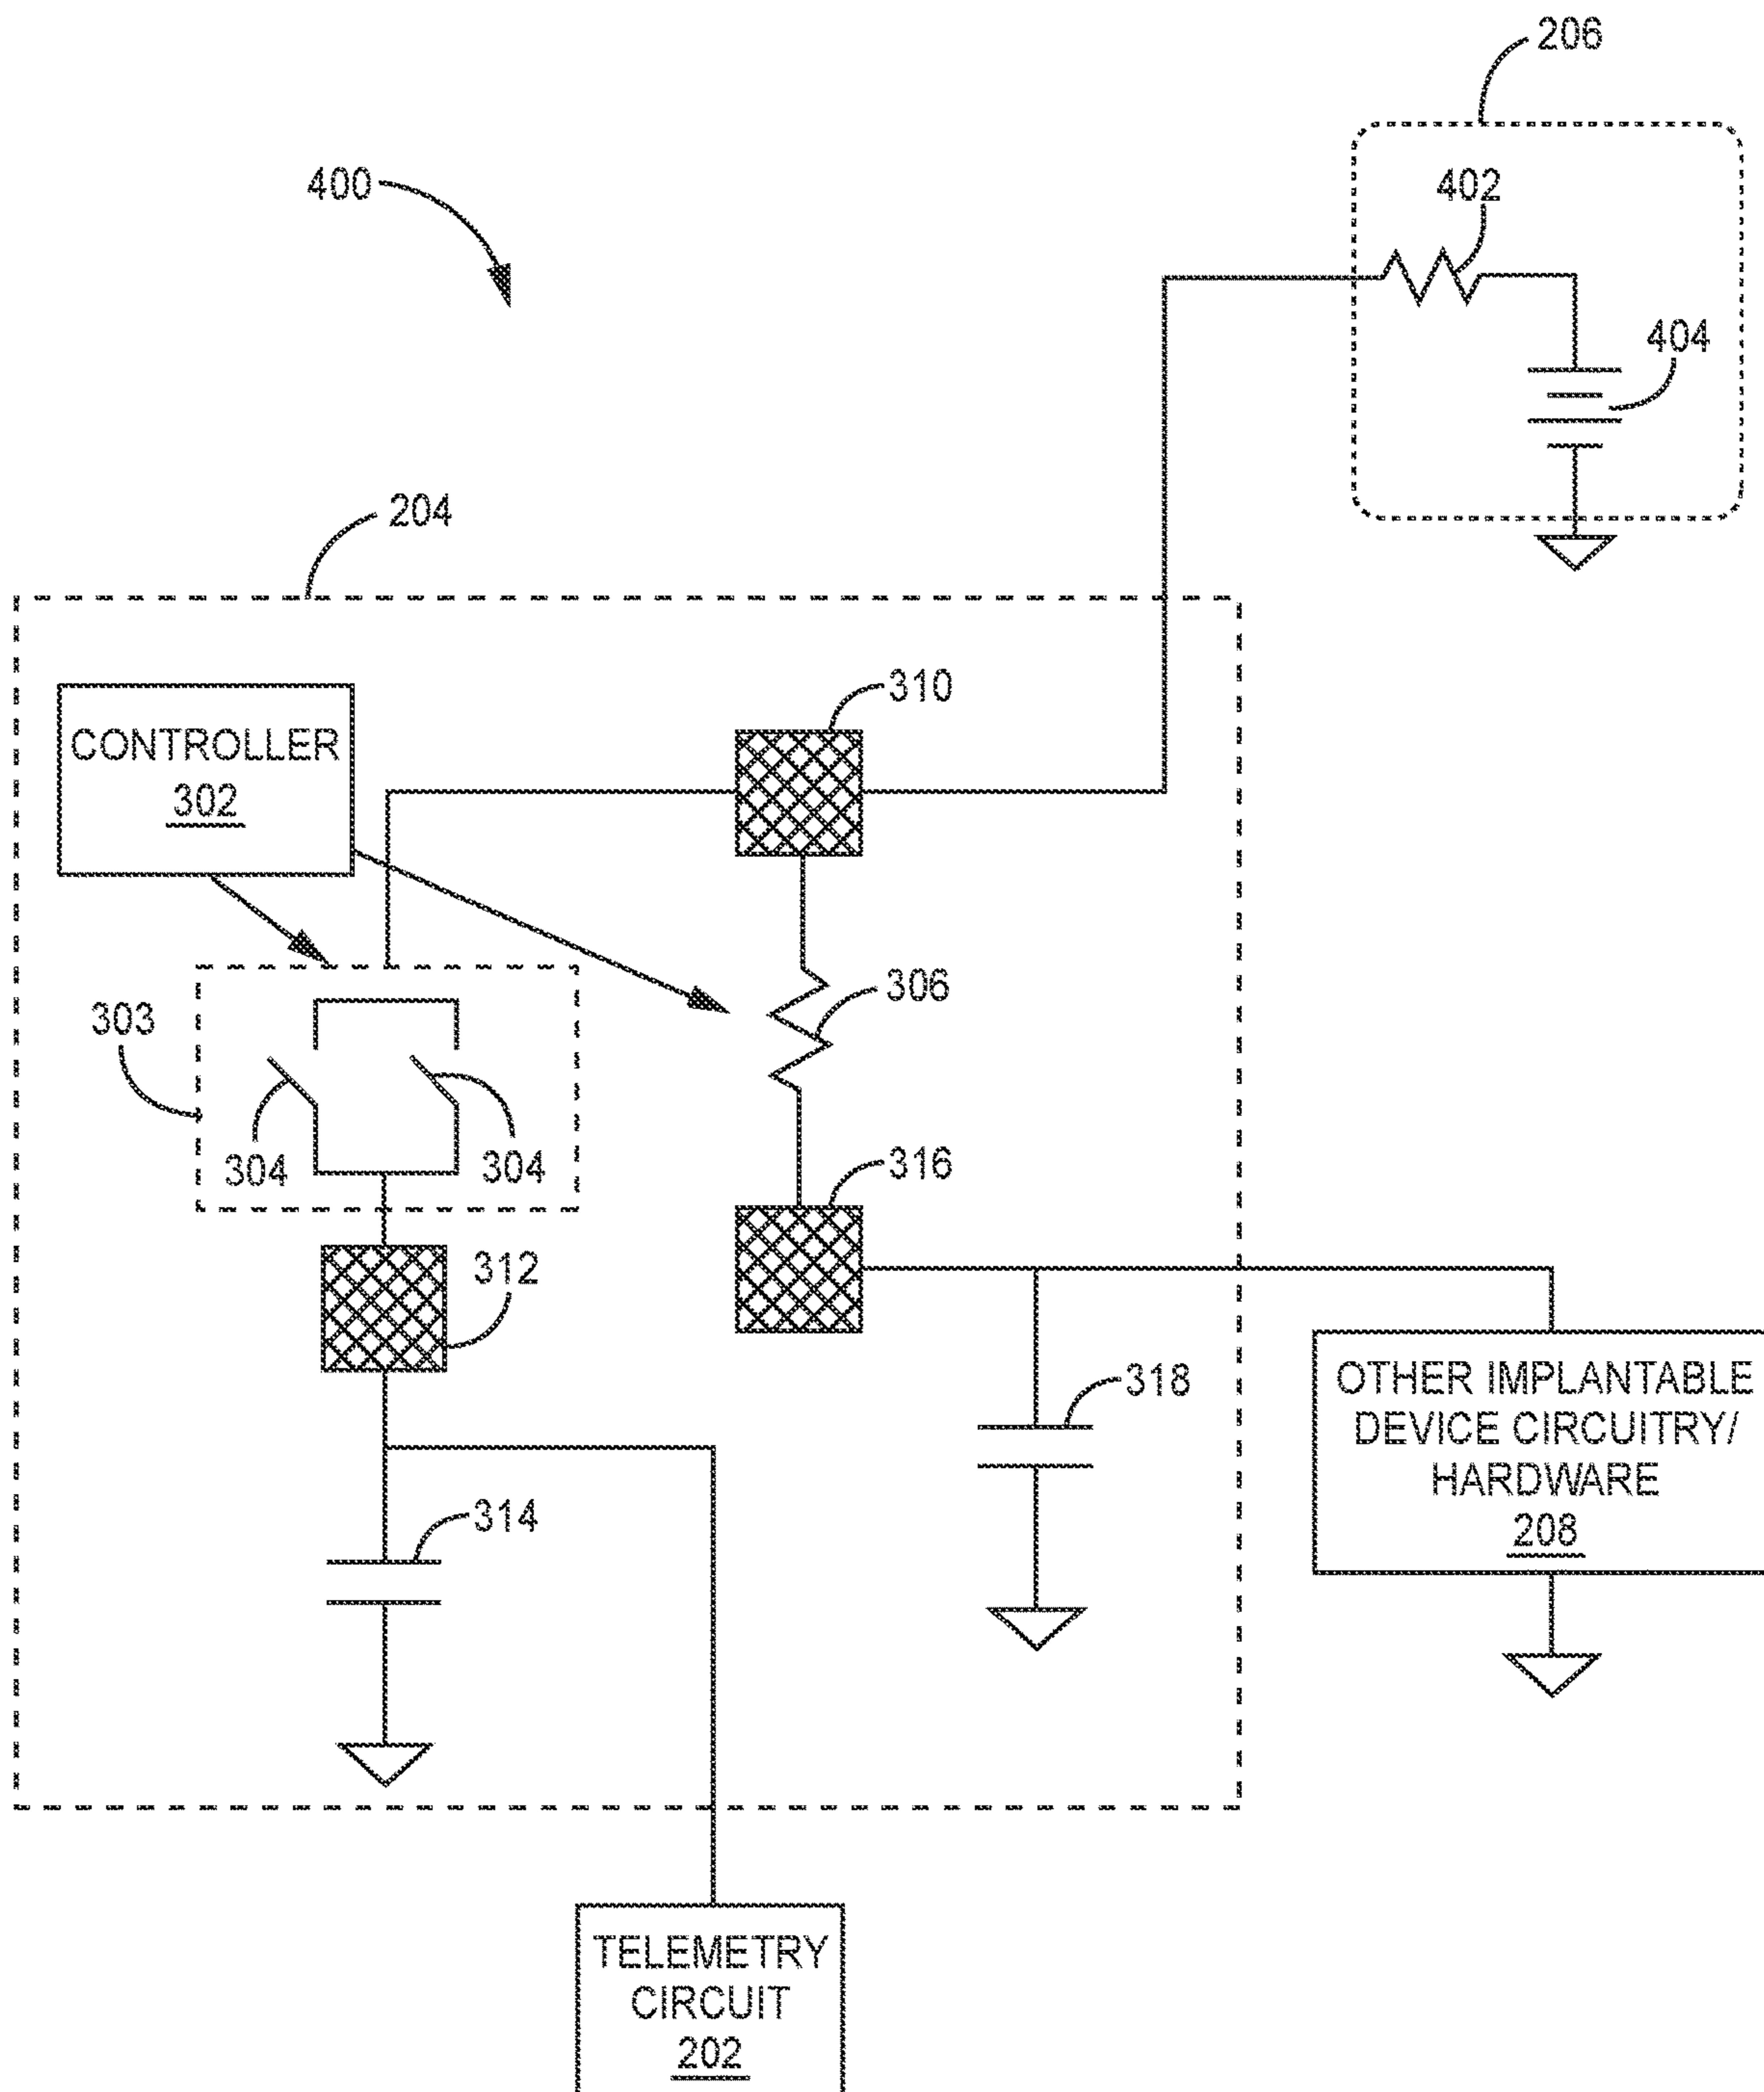 206
400
402
404
204
310
CONTROLLER
302
306
303
304
304
316
312
318
OTHER IMPLANTABLE
DEVICE CIRCUITRY/
HARDWARE
208
314
TELEMETRY
CIRCUIT
202